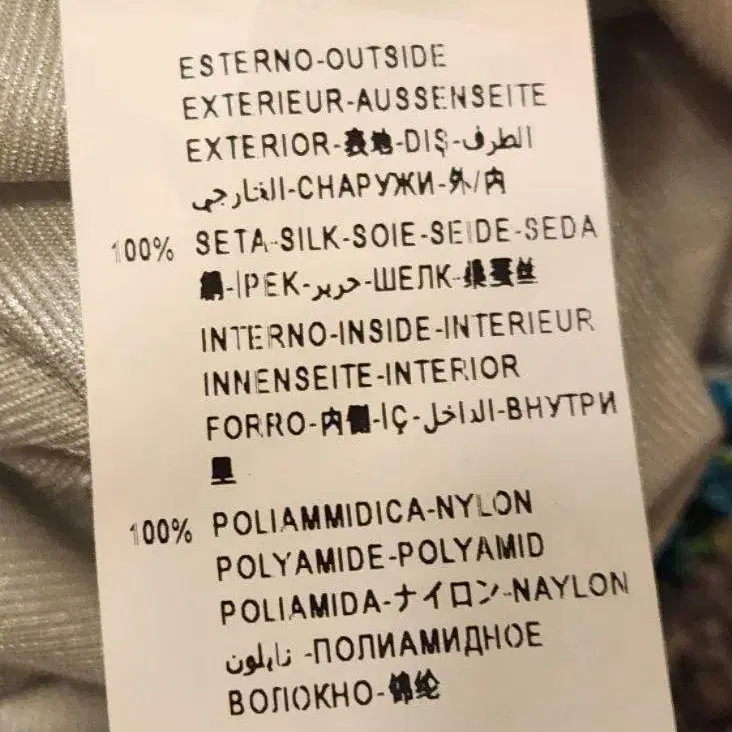 ESTERNO-OUTSIDE
EXTERIEUR-AUSSENSEITE
EXTERIOR-表地-DIŞ-الطرف
الخارجي-СНАРУЖИ-外/内
100% SETA-SILK-SOIE-SEIDE-SEDA
絹-İPEK-حرير-ШЕЛК-桑蚕丝
INTERNO-INSIDE-INTERIEUR
INNENSEITE-INTERIOR
FORRO-内側-İÇ-الداخل-ВНУТРИ
里
100% POLIAMMIDICA-NYLON
POLYAMIDE-POLYAMID
POLIAMIDA-ナイロン-NAYLON
نايلون-ПОЛИАМИДНОЕ
ВОЛОКНО-锦纶